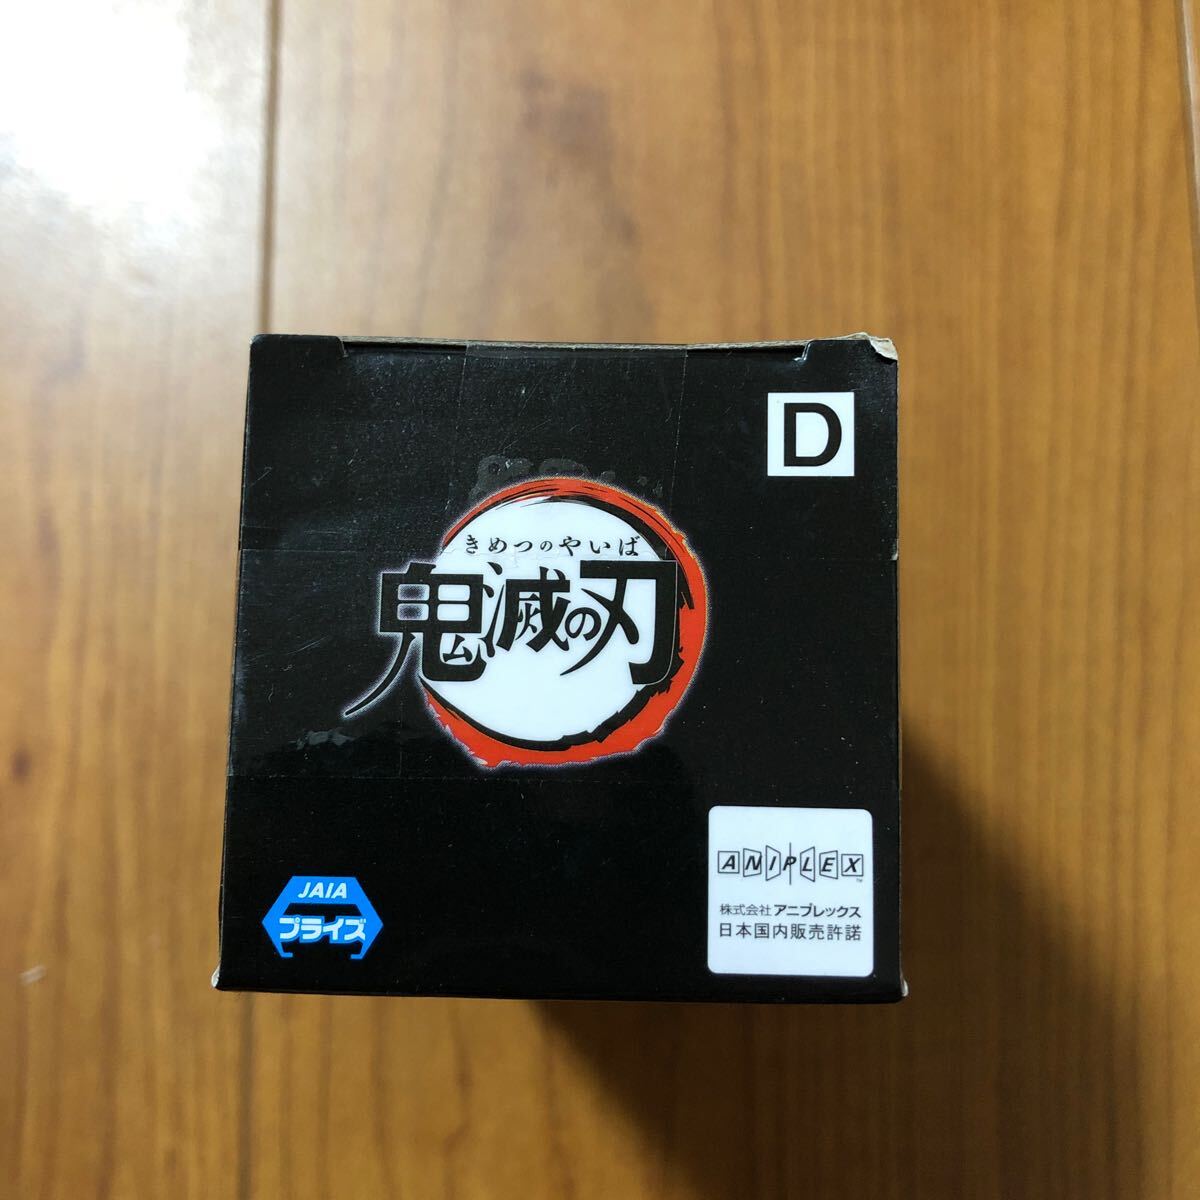 D
きめつのやいば
鬼滅の刃
JAIA
プライズ
ANIPLEX
TM
株式会社 アニプレックス
日本国内販売許諾